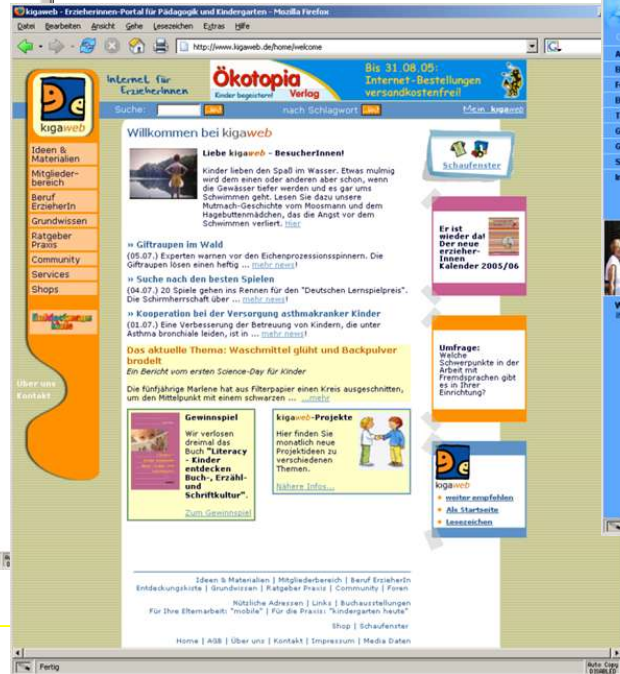 kigaweb - Erzieherinnen-Portal für Pädagogik und Kindergarten - Mozilla Firefox
Datei Bearbeiten Ansicht Gehe Lesezeichen Extras Hilfe
http://www.kigaweb.de/home/welcome
G
kigaweb
Internet für
ErzieherInnen
Ökotopia
Kinder begeistern! Verlag
Bis 31.08.05:
Internet-Bestellungen
versandkostenfrei!
Suche:
nach Schlagwort
Mein kigaweb
Ideen &
Materialien
Mitglieder-
bereich
Beruf
ErzieherIn
Grundwissen
Ratgeber
Praxis
Community
Services
Shops
Über uns
Kontakt
Willkommen bei kigaweb
Liebe kigaweb - BesucherInnen!
Kinder lieben den Spaß im Wasser. Etwas mulmig
wird dem einen oder anderen aber schon, wenn
die Gewässer tiefer werden und es gar ums
Schwimmen geht. Lesen Sie dazu unsere
Mutmach-Geschichte vom Moosmann und dem
Hagebuttenmädchen, das die Angst vor dem
Schwimmen verliert. Hier
» Giftraupen im Wald
(05.07.) Experten warnen vor den Eichenprozessionsspinnern. Die
Giftraupen lösen einen heftig ... mehr news!
» Suche nach den besten Spielen
(04.07.) 20 Spiele gehen ins Rennen für den "Deutschen Lernspielpreis".
Die Schirmherrschaft über ... mehr news!
» Kooperation bei der Versorgung asthmakranker Kinder
(01.07.) Eine Verbesserung der Betreuung von Kindern, die unter
Asthma bronchiale leiden, ist in ... mehr news!
Das aktuelle Thema: Waschmittel glüht und Backpulver
brodelt
Ein Bericht vom ersten Science-Day für Kinder
Die fünfjährige Marlene hat aus Filterpapier einen Kreis ausgeschnitten,
um den Mittelpunkt mit einem schwarzen ... ...mehr
Gewinnspiel
Wir verlosen
dreimal das
Buch "Literacy
- Kinder
entdecken
Buch-, Erzähl-
und
Schriftkultur".
Zum Gewinnspiel
kigaweb-Projekte
Hier finden Sie
monatlich neue
Projektideen zu
verschiedenen
Themen.
Nähere Infos...
Schaufenster
Er ist
wieder da!
Der neue
erzieher-
Innen
Kalender 2005/06
Umfrage:
Welche
Schwerpunkte in der
Arbeit mit
Fremdsprachen gibt
es in Ihrer
Einrichtung?
kigaweb
weiter empfehlen
Als Startseite
Lesezeichen
Ideen & Materialien | Mitgliederbereich | Beruf ErzieherIn
Entdeckungskiste | Grundwissen | Ratgeber Praxis | Community | Foren
Nützliche Adressen | Links | Buchausstellungen
Für Ihre Elternarbeit: "mobile" | Für die Praxis: "kindergarten heute"
Shop | Schaufenster
Home | AGB | Über uns | Kontakt | Impressum | Media Daten
Fertig
Auto Copy
DISABLED